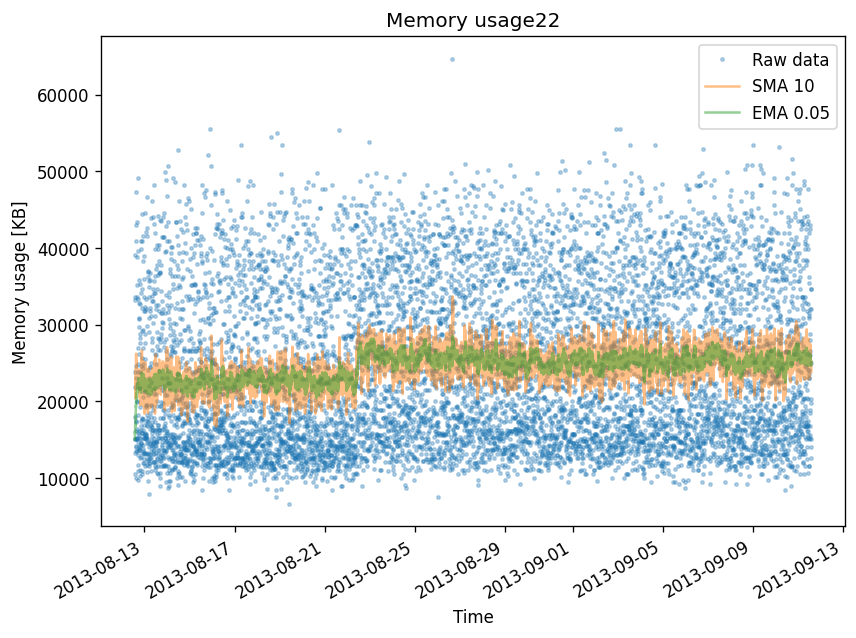 Memory usage22
Raw data
SMA 10
EMA 0.05
60000
50000
40000
30000
20000
10000
Memory usage [KB]
2013-08-13
2013-08-17
2013-08-21
2013-08-25
2013-08-29
2013-09-01
2013-09-05
2013-09-09
2013-09-13
Time